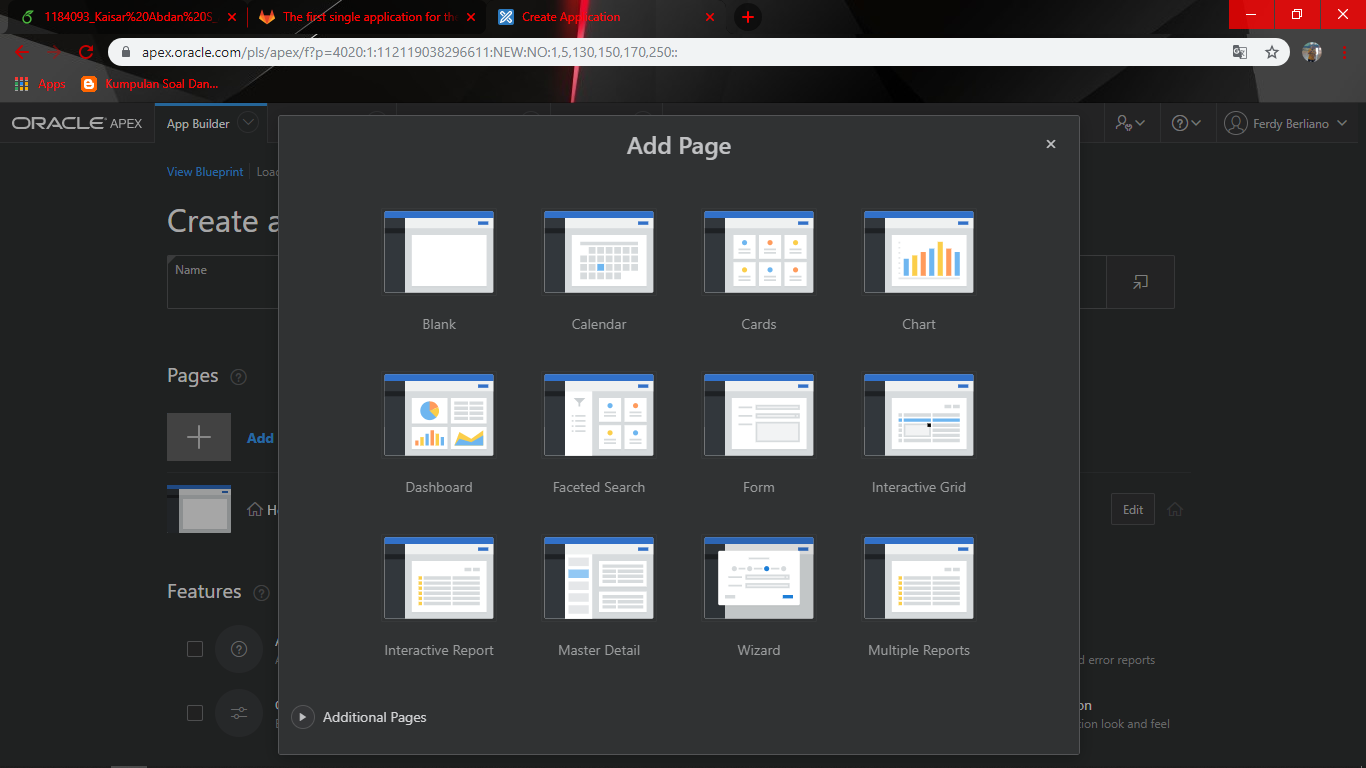 1184093_Kaisar%20Abdan%20S_
The first single application for the
Create Application
apex.oracle.com/pls/apex/f?p=4020:1:112119038296611:NEW:NO:1,5,130,150,170,250::
Apps
Kumpulan Soal Dan...
ORACLE APEX
App Builder
Ferdy Berliano
View Blueprint
Loa
Create a
Name
Pages
Add
H
Edit
Features
d error reports
on
ion look and feel
Add Page
Blank
Calendar
Cards
Chart
Dashboard
Faceted Search
Form
Interactive Grid
Interactive Report
Master Detail
Wizard
Multiple Reports
Additional Pages